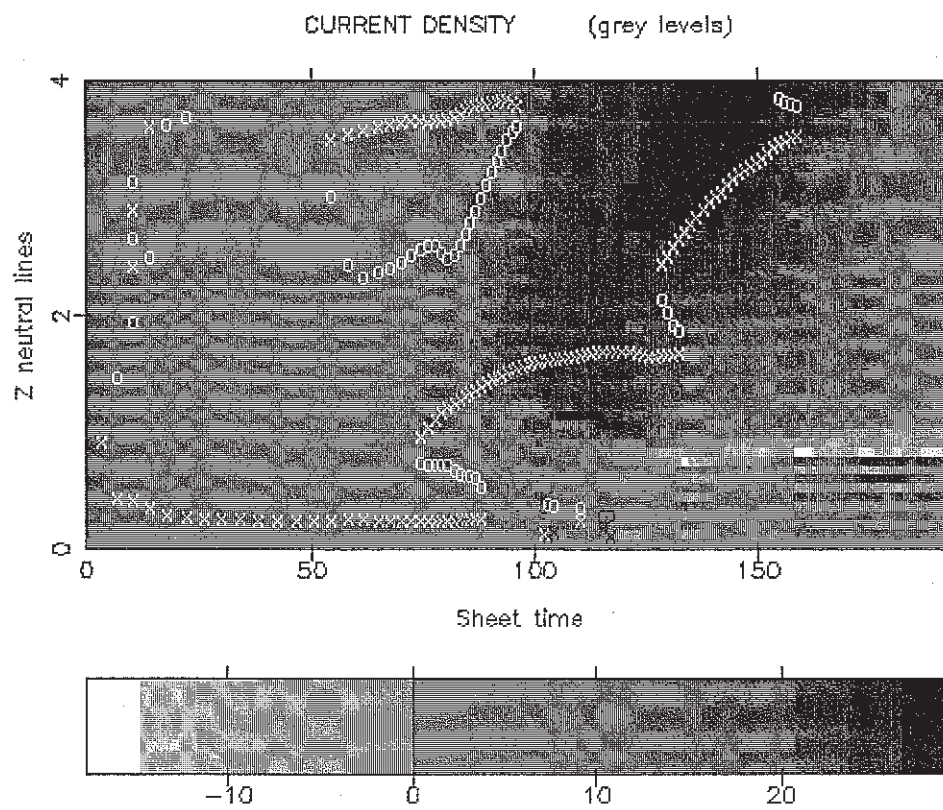 CURRENT DENSITY (grey levels)
4
2
0
Z neutral lines
0 50 100 150
Sheet time
−10 0 10 20